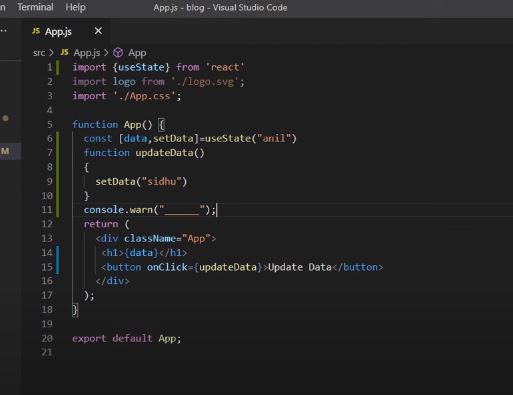 n Terminal Help App.js - blog - Visual Studio Code
JS App.js ×
src > JS App.js > App
1 import {useState} from 'react'
2 import logo from './logo.svg';
3 import './App.css';
4
5 function App() {
6 const [data,setData]=useState("anil")
7 function updateData()
8 {
9 setData("sidhu")
10 }
11 console.warn("______");
12 return (
13 <div className="App">
14 <h1>{data}</h1>
15 <button onClick={updateData}>Update Data</button>
16 </div>
17 );
18 }
19
20 export default App;
21
M